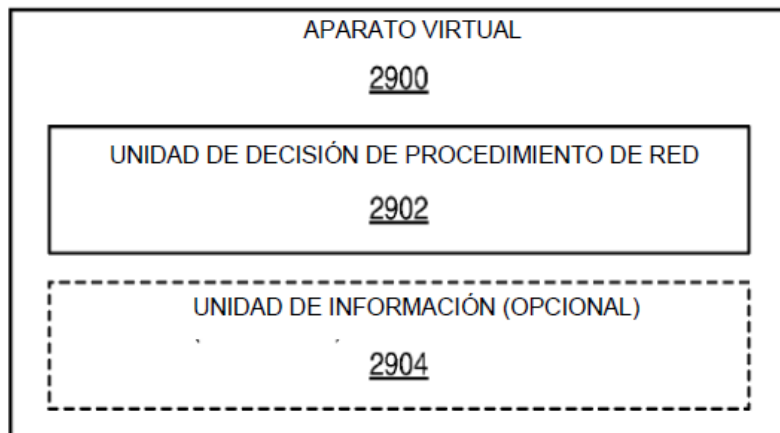 APARATO VIRTUAL
2900
UNIDAD DE DECISIÓN DE PROCEDIMIENTO DE RED
2902
UNIDAD DE INFORMACIÓN (OPCIONAL)
2904